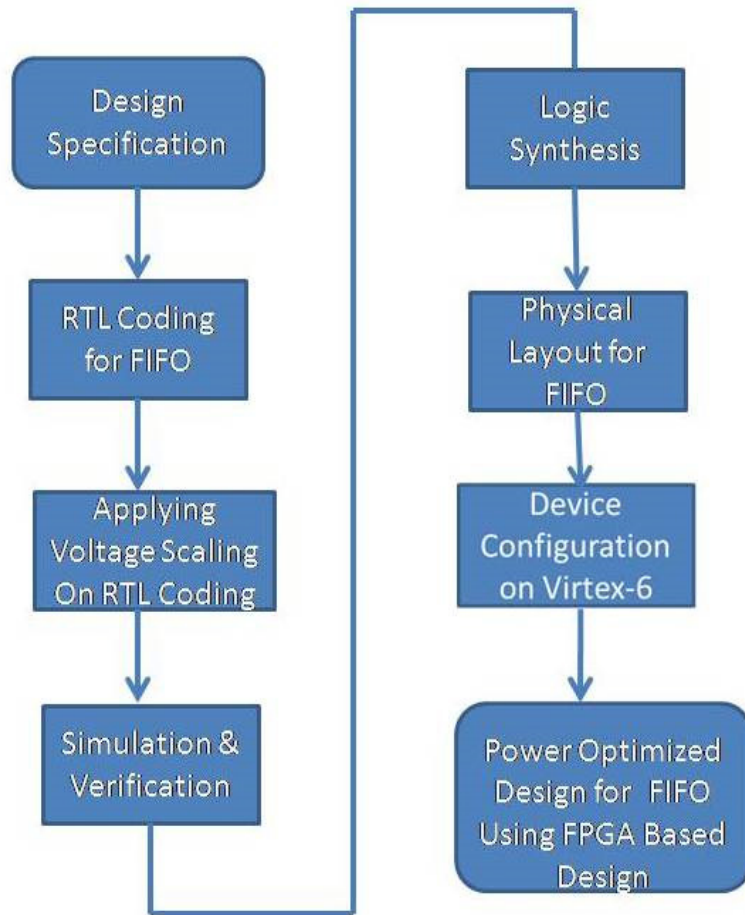 Design
Specification
RTL Coding
for FIFO
Applying
Voltage Scaling
On RTL Coding
Simulation &
Verification
Logic
Synthesis
Physical
Layout for
FIFO
Device
Configuration
on Virtex-6
Power Optimized
Design for FIFO
Using FPGA Based
Design